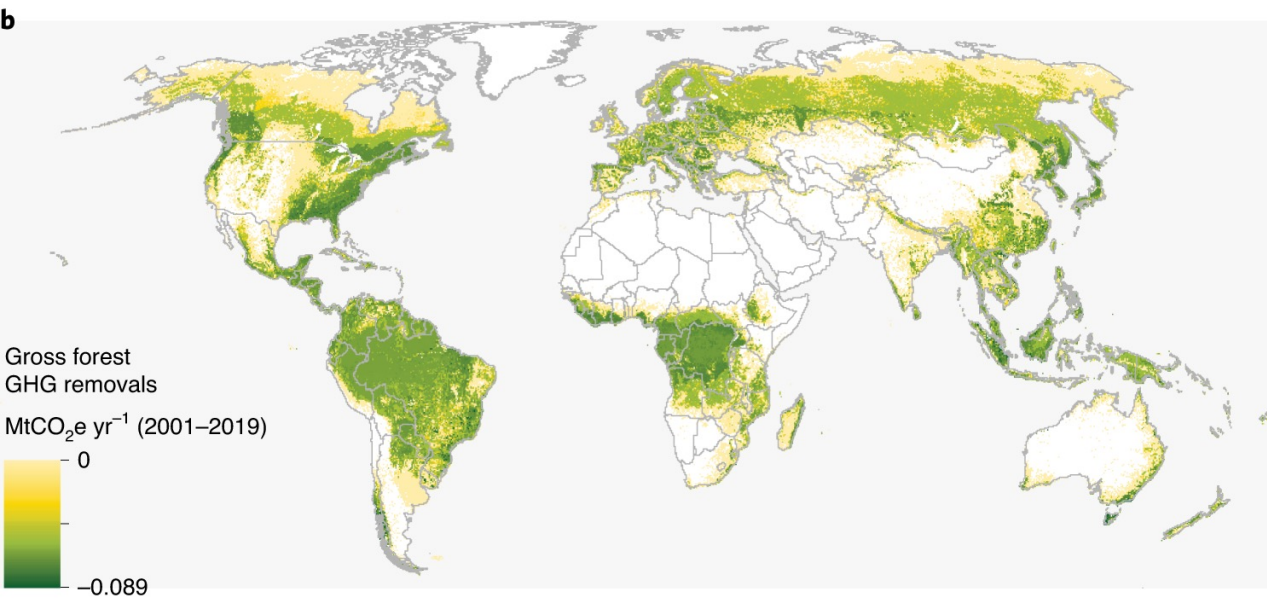 b
Gross forest
GHG removals
MtCO₂e yr⁻¹ (2001–2019)
0
–0.089